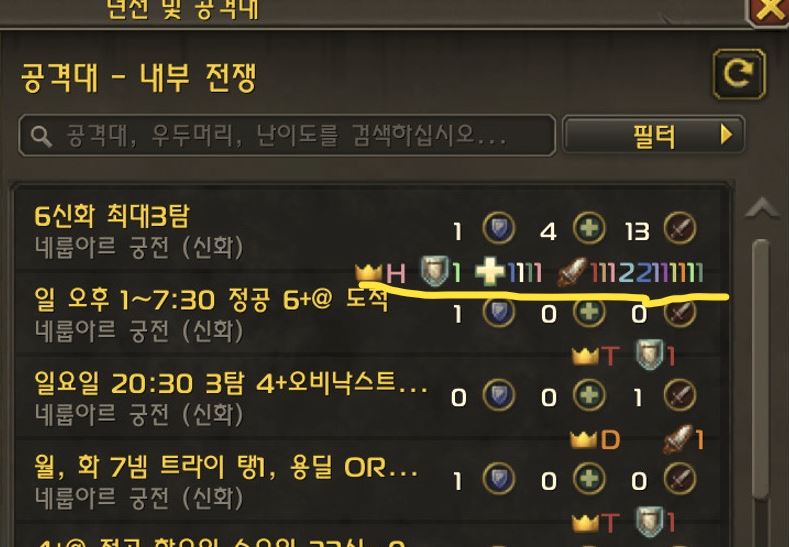 던전 및 공격대
공격대 - 내부 전쟁
공격대, 우두머리, 난이도를 검색하십시오...
필터
6신화 최대3탐
1 4 13
네룹아르 궁전 (신화)
H 1 1111 11122111111
일 오후 1~7:30 정공 6+@ 도적
1 0 0
네룹아르 궁전 (신화)
T 1
일요일 20:30 3탐 4+오비낙스트...
0 0 1
네룹아르 궁전 (신화)
D 1
월, 화 7넴 트라이 탱1, 용딜 OR...
1 0 0
네룹아르 궁전 (신화)
T 1
4+@ 정공